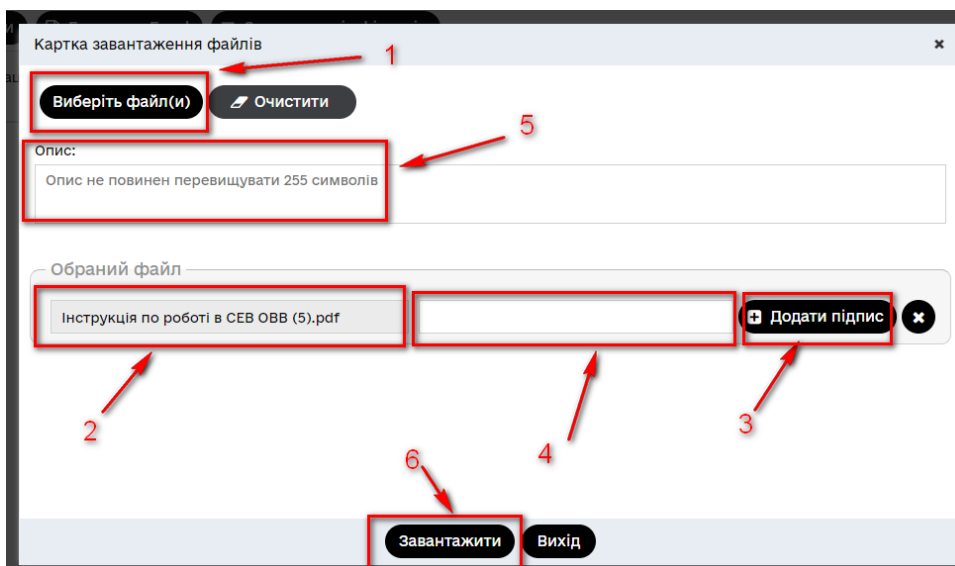 Картка завантаження файлів
1
Виберіть файл(и) Очистити
5
Опис:
Опис не повинен перевищувати 255 символів
Обраний файл
Інструкція по роботі в СЕВ ОВВ (5).pdf Додати підпис
2
3
4
6
Завантажити Вихід